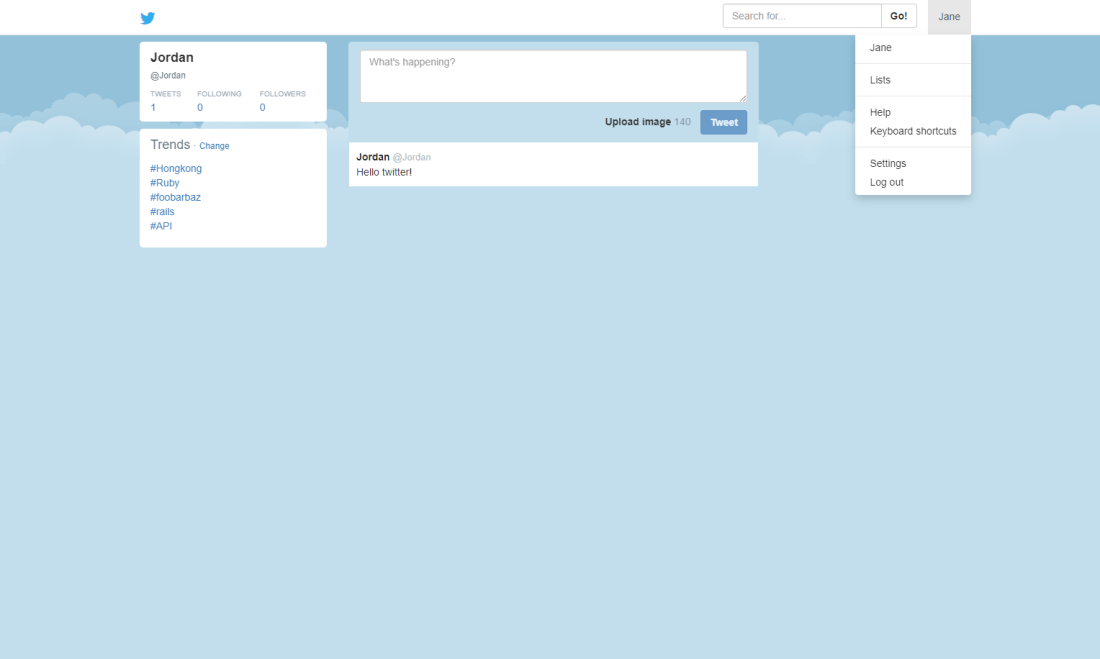 Search for...
Go!
Jane
Jordan
@Jordan
TWEETS FOLLOWING FOLLOWERS
1 0 0
Trends · Change
#Hongkong
#Ruby
#foobarbaz
#rails
#API
What's happening?
Upload image 140 Tweet
Jordan @Jordan
Hello twitter!
Jane
Lists
Help
Keyboard shortcuts
Settings
Log out